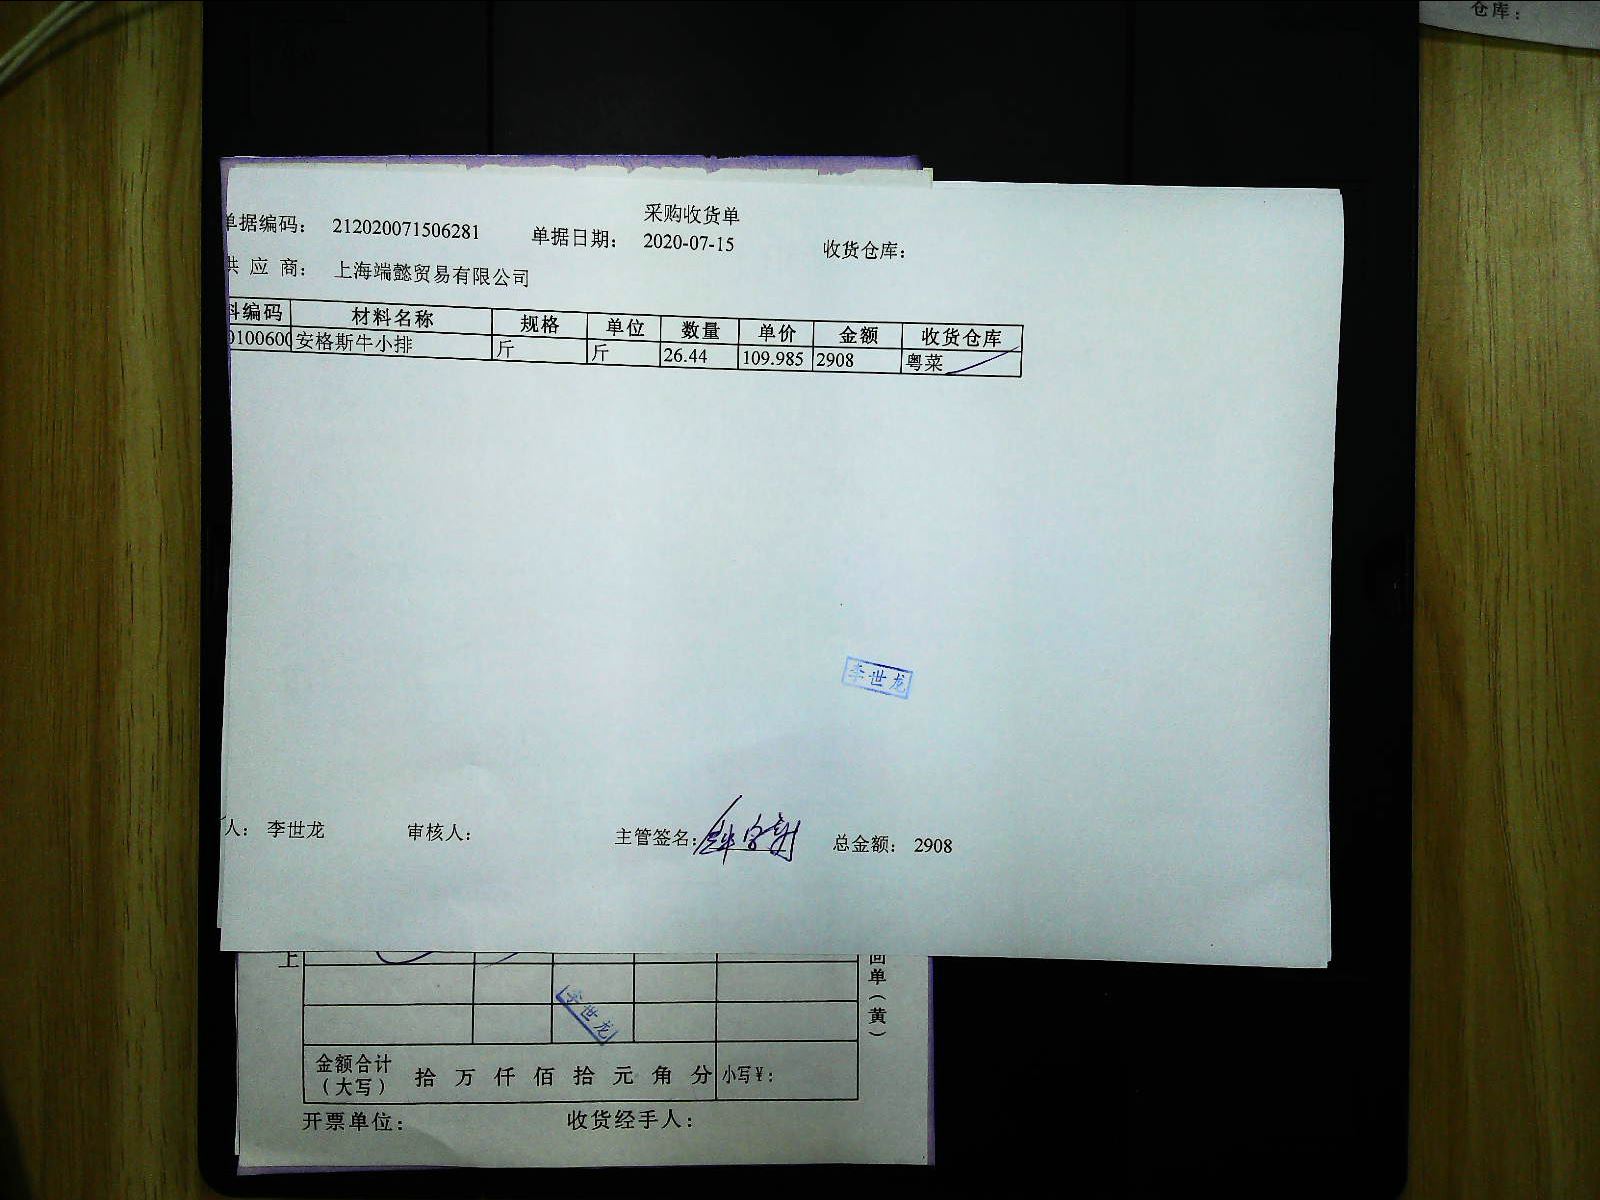 仓库：
采购收货单
单据编码： 212020071506281 单据日期： 2020-07-15 收货仓库：
供 应 商： 上海端懿贸易有限公司
料编码 材料名称 规格 单位 数量 单价 金额 收货仓库
0100600 安格斯牛小排 斤 斤 26.44 109.985 2908 粤菜
李世龙
人： 李世龙 审核人： 主管签名： 总金额： 2908
上
回单（黄）
李世龙
金额合计（大写） 拾 万 仟 佰 拾 元 角 分 小写¥：
开票单位： 收货经手人：